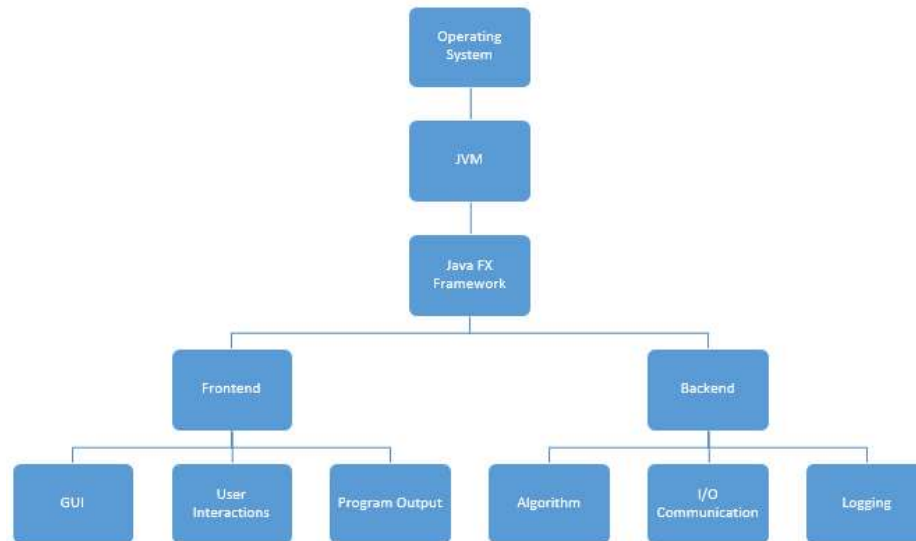 Operating
System
JVM
Java FX
Framework
Frontend
Backend
GUI
User
Interactions
Program Output
Algorithm
I/O
Communication
Logging